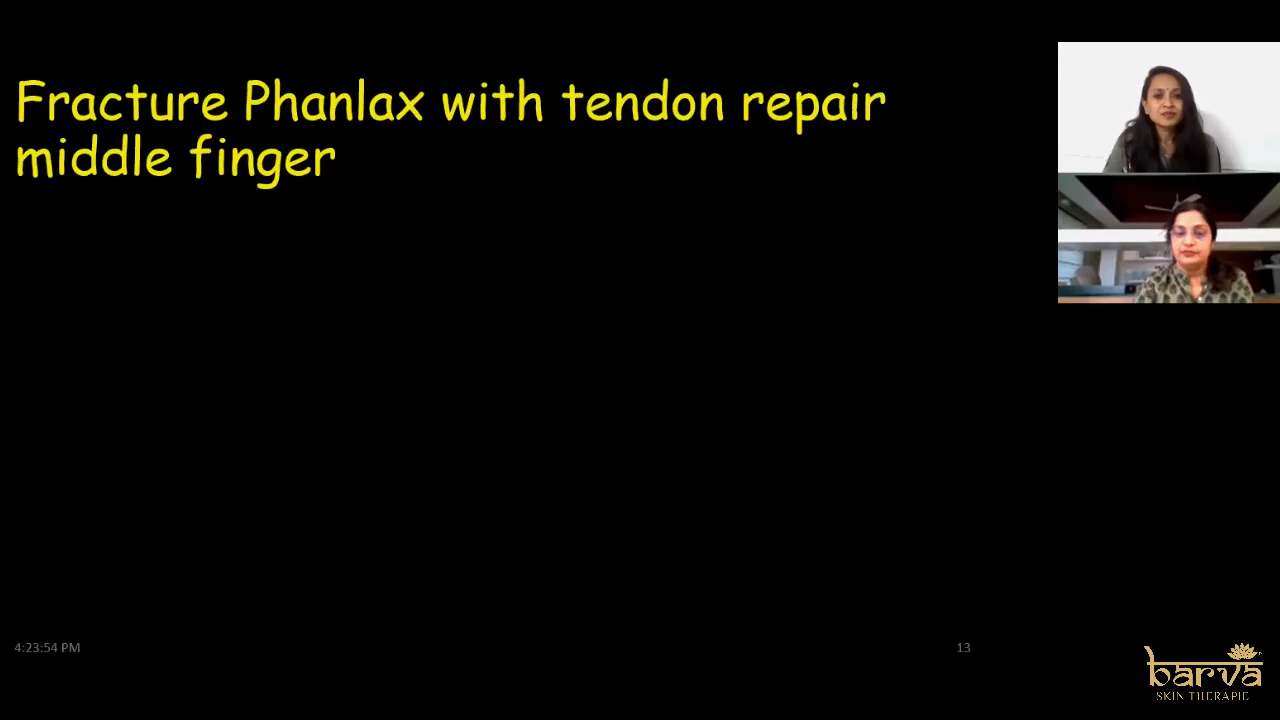 Fracture Phanlax with tendon repair
middle finger
4:23:54 PM
13
barva
SKIN THERAPIE